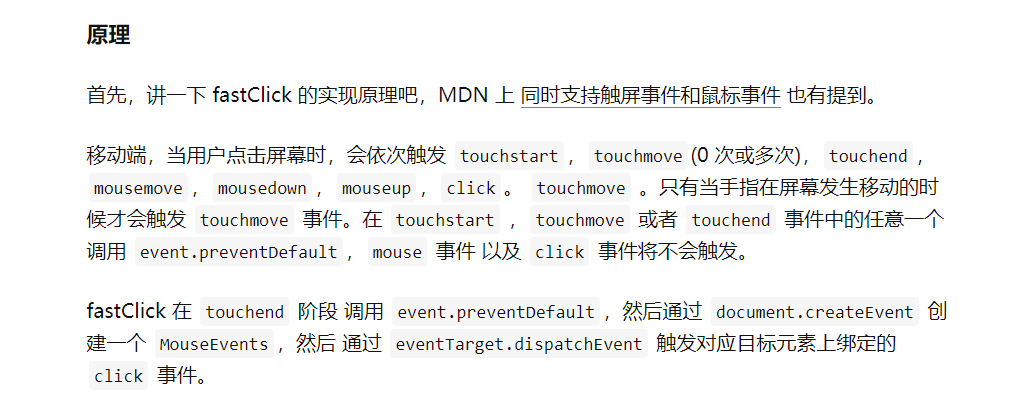 原理
首先，讲一下 fastClick 的实现原理吧，MDN 上 同时支持触屏事件和鼠标事件 也有提到。
移动端，当用户点击屏幕时，会依次触发 touchstart， touchmove(0 次或多次)， touchend，
mousemove， mousedown， mouseup， click。 touchmove 。只有当手指在屏幕发生移动的时
候才会触发 touchmove 事件。在 touchstart ， touchmove 或者 touchend 事件中的任意一个
调用 event.preventDefault， mouse 事件 以及 click 事件将不会触发。
fastClick 在 touchend 阶段 调用 event.preventDefault，然后通过 document.createEvent 创
建一个 MouseEvents，然后 通过 eventTarget.dispatchEvent 触发对应目标元素上绑定的
click 事件。